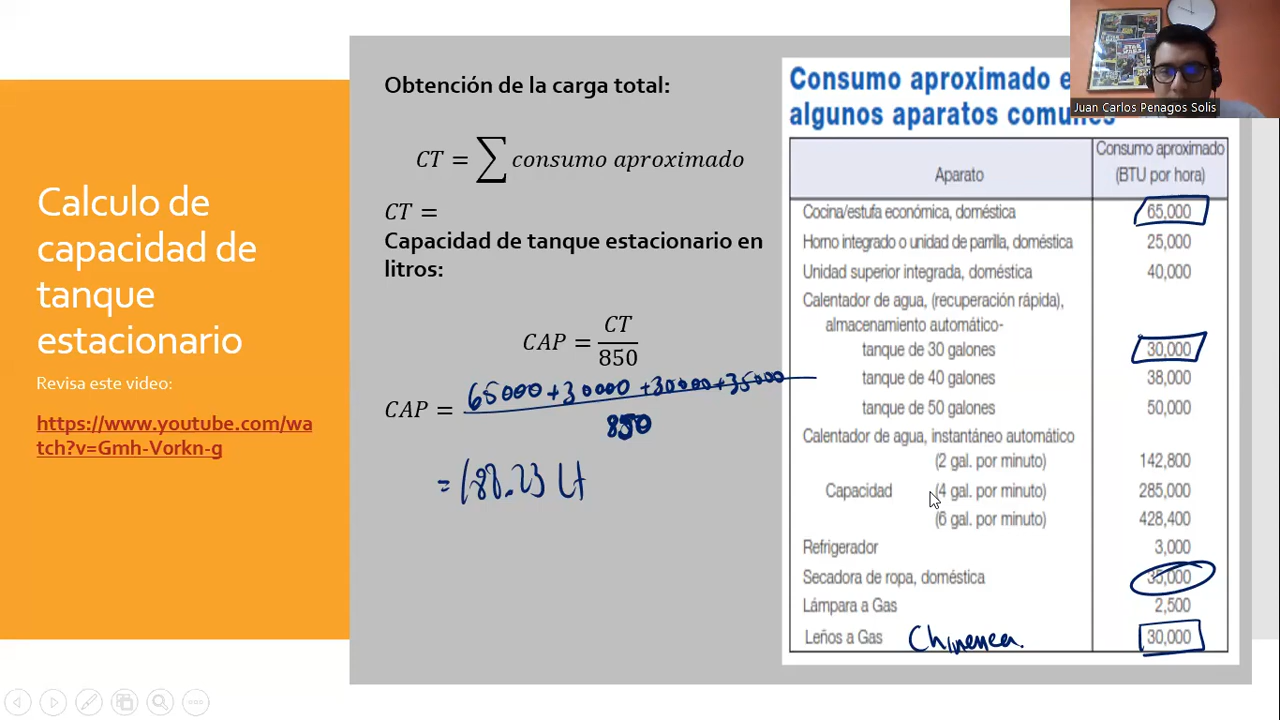 Calculo de
capacidad de
tanque
estacionario
Revisa este video:
https://www.youtube.com/wa
tch?v=Gmh-Vorkn-g
Obtención de la carga total:
CT = ∑ consumo aproximado
CT =
Capacidad de tanque estacionario en
litros:
CAP = CT/850
CAP = 65000+30000+30000+35000
850
=188.23 Lt
Consumo aproximado e
algunos aparatos comunes
Juan Carlos Penagos Solís
Aparato
Consumo aproximado
(BTU por hora)
Cocina/estufa económica, doméstica 65,000
Horno integrado o unidad de parrilla, doméstica 25,000
Unidad superior integrada, doméstica 40,000
Calentador de agua, (recuperación rápida),
almacenamiento automático-
tanque de 30 galones 30,000
tanque de 40 galones 38,000
tanque de 50 galones 50,000
Calentador de agua, instantáneo automático
(2 gal. por minuto) 142,800
Capacidad (4 gal. por minuto) 285,000
(6 gal. por minuto) 428,400
Refrigerador 3,000
Secadora de ropa, doméstica 35,000
Lámpara a Gas 2,500
Leños a Gas Chimenea. 30,000